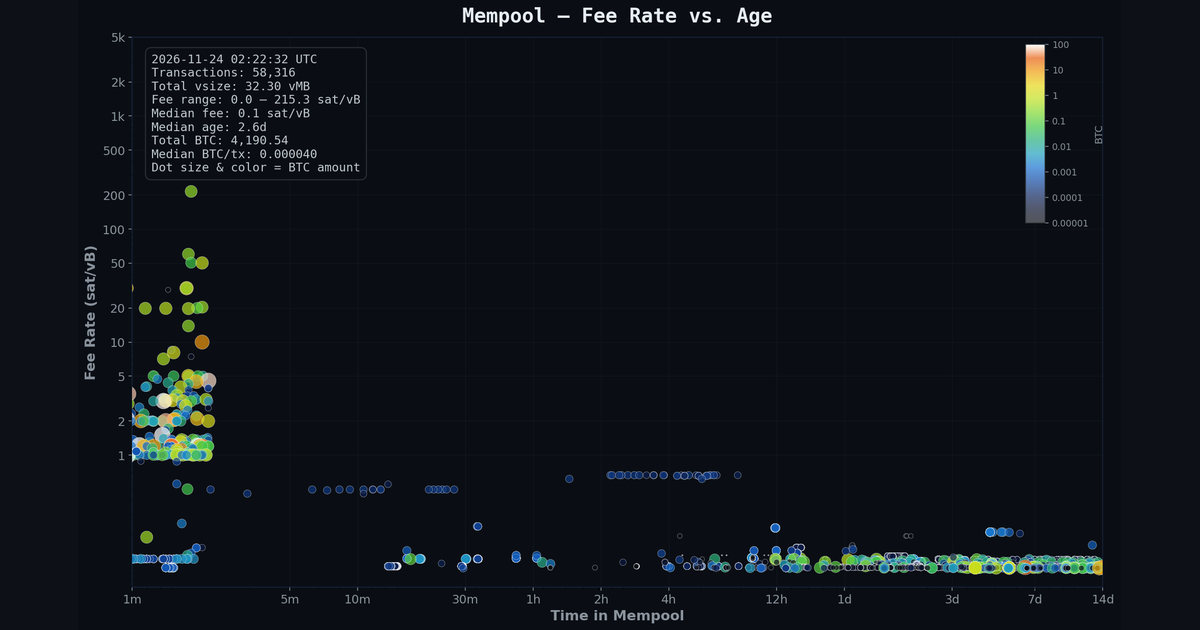 Mempool — Fee Rate vs. Age
2026-11-24 02:22:32 UTC
Transactions: 58,316
Total vsize: 32.30 vMB
Fee range: 0.0 — 215.3 sat/vB
Median fee: 0.1 sat/vB
Median age: 2.6d
Total BTC: 4,190.54
Median BTC/tx: 0.000040
Dot size & color = BTC amount
5k
2k
1k
500
200
100
50
20
10
5
2
1
Fee Rate (sat/vB)
100
10
1
0.1
0.01
0.001
0.0001
0.00001
BTC
1m 5m 10m 30m 1h 2h 4h 12h 1d 3d 7d 14d
Time in Mempool